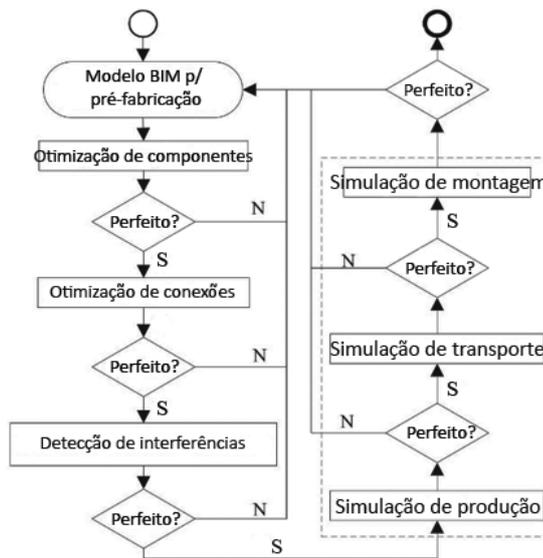 Modelo BIM p/
pré-fabricação
Otimização de componentes
Perfeito?
N
S
Otimização de conexões
Perfeito?
N
S
Detecção de interferências
Perfeito?
N
S
Simulação de produção
Perfeito?
N
S
Simulação de transporte
Perfeito?
N
S
Simulação de montagem
Perfeito?